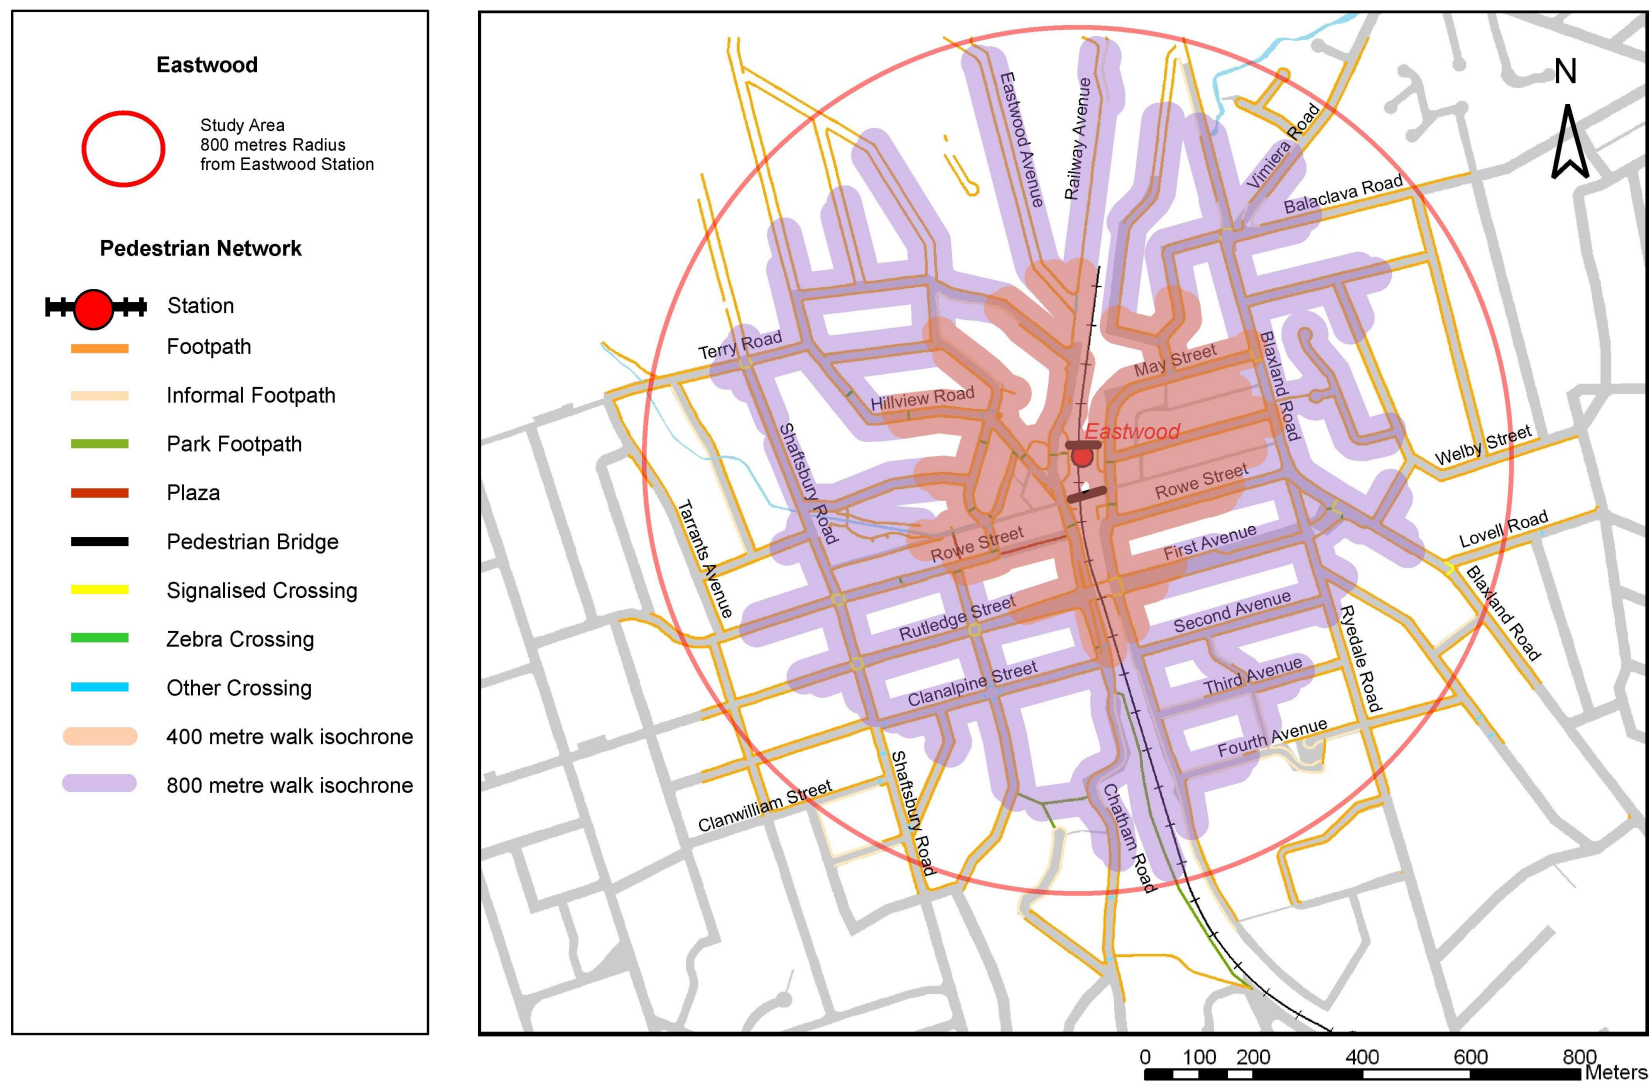 Eastwood
Study Area
800 metres Radius
from Eastwood Station
Pedestrian Network
Station
Footpath
Informal Footpath
Park Footpath
Plaza
Pedestrian Bridge
Signalised Crossing
Zebra Crossing
Other Crossing
400 metre walk isochrone
800 metre walk isochrone
N
Eastwood Avenue
Railway Avenue
Vimiera Road
Balaclava Road
Terry Road
May Street
Blaxland Road
Hillview Road
Eastwood
Shaftsbury Road
Welby Street
Rowe Street
Tarrants Avenue
Rowe Street
First Avenue
Lovell Road
Blaxland Road
Rutledge Street
Second Avenue
Ryedale Road
Clanalpine Street
Third Avenue
Fourth Avenue
Shaftsbury Road
Clanwilliam Street
Chatham Road
0 100 200 400 600 800
Meters